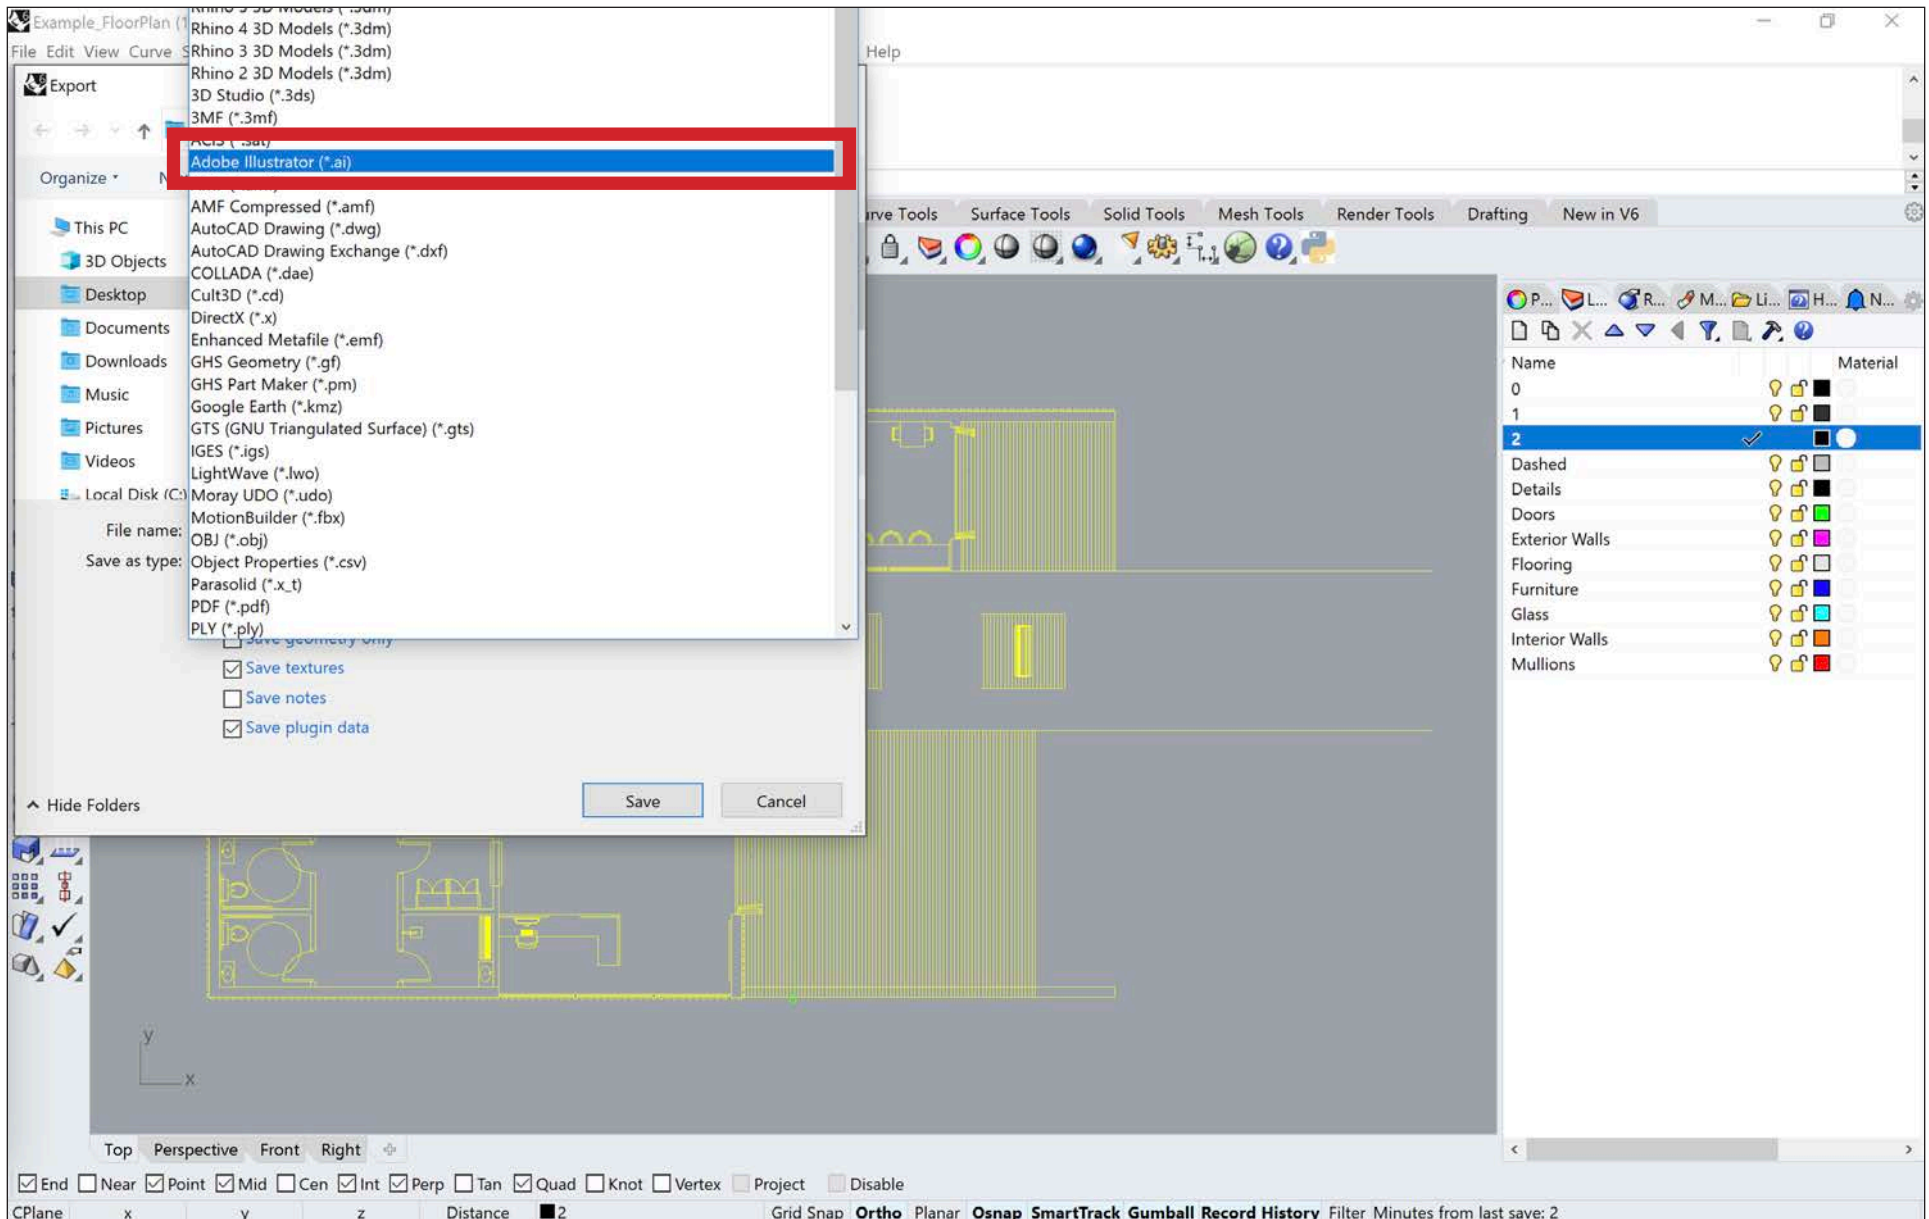 Example_FloorPlan (1
File Edit View Curve S
Help
Export
Organize
Rhino 4 3D Models (*.3dm)
Rhino 3 3D Models (*.3dm)
Rhino 2 3D Models (*.3dm)
3D Studio (*.3ds)
3MF (*.3mf)
Adobe Illustrator (*.ai)
AMF Compressed (*.amf)
AutoCAD Drawing (*.dwg)
AutoCAD Drawing Exchange (*.dxf)
COLLADA (*.dae)
Cult3D (*.cd)
DirectX (*.x)
Enhanced Metafile (*.emf)
GHS Geometry (*.gf)
GHS Part Maker (*.pm)
Google Earth (*.kmz)
GTS (GNU Triangulated Surface) (*.gts)
IGES (*.igs)
LightWave (*.lwo)
Moray UDO (*.udo)
MotionBuilder (*.fbx)
OBJ (*.obj)
Object Properties (*.csv)
Parasolid (*.x_t)
PDF (*.pdf)
PLY (*.ply)
This PC
3D Objects
Desktop
Documents
Downloads
Music
Pictures
Videos
Local Disk (C:)
File name:
Save as type:
Save geometry only
Save textures
Save notes
Save plugin data
Hide Folders
Save
Cancel
rve Tools Surface Tools Solid Tools Mesh Tools Render Tools Drafting New in V6
P... L... R... M... Li... H... N...
Name Material
0
1
2
Dashed
Details
Doors
Exterior Walls
Flooring
Furniture
Glass
Interior Walls
Mullions
y
x
Top Perspective Front Right
End Near Point Mid Cen Int Perp Tan Quad Knot Vertex Project Disable
CPlane x y z Distance 2 Grid Snap Ortho Planar Osnap SmartTrack Gumball Record History Filter Minutes from last save: 2